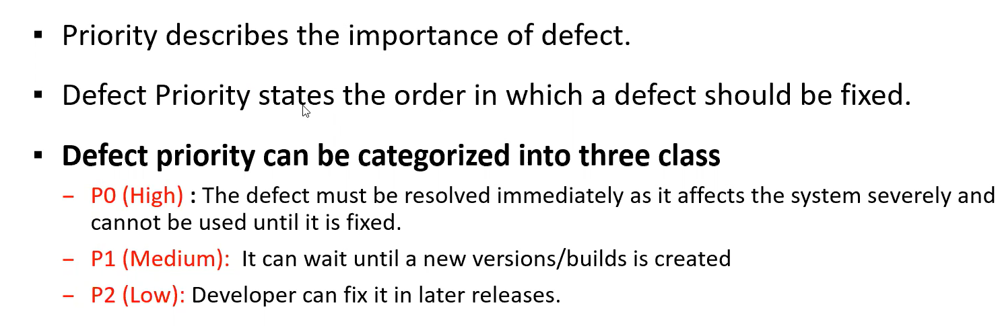 ▪ Priority describes the importance of defect.
▪ Defect Priority states the order in which a defect should be fixed.
▪ Defect priority can be categorized into three class
– P0 (High) : The defect must be resolved immediately as it affects the system severely and
cannot be used until it is fixed.
– P1 (Medium): It can wait until a new versions/builds is created
– P2 (Low): Developer can fix it in later releases.